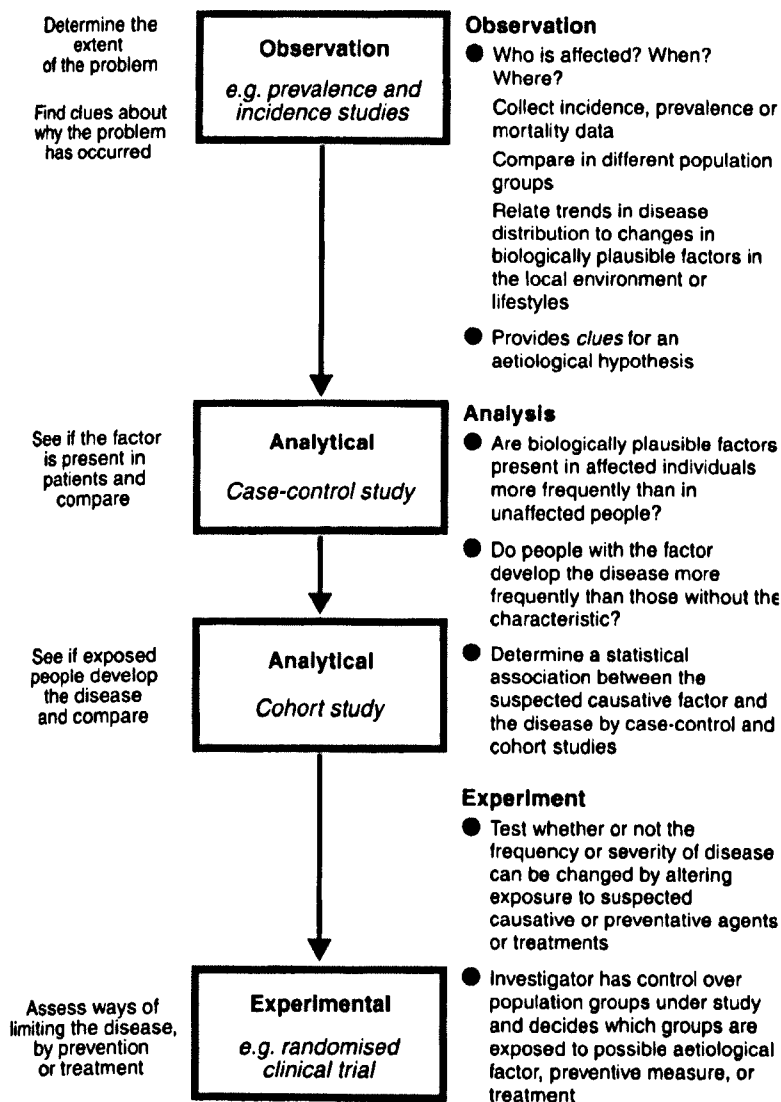 Determine the
extent
of the problem
Find clues about
why the problem
has occurred
Observation
e.g. prevalence and
incidence studies
Observation
● Who is affected? When?
Where?
Collect incidence, prevalence or
mortality data
Compare in different population
groups
Relate trends in disease
distribution to changes in
biologically plausible factors in
the local environment or
lifestyles
● Provides clues for an
aetiological hypothesis
See if the factor
is present in
patients and
compare
Analytical
Case-control study
Analysis
● Are biologically plausible factors
present in affected individuals
more frequently than in
unaffected people?
● Do people with the factor
develop the disease more
frequently than those without the
characteristic?
See if exposed
people develop
the disease
and compare
Analytical
Cohort study
● Determine a statistical
association between the
suspected causative factor and
the disease by case-control and
cohort studies
Experiment
● Test whether or not the
frequency or severity of disease
can be changed by altering
exposure to suspected
causative or preventative agents
or treatments
Assess ways of
limiting the disease,
by prevention
or treatment
Experimental
e.g. randomised
clinical trial
● Investigator has control over
population groups under study
and decides which groups are
exposed to possible aetiological
factor, preventive measure, or
treatment